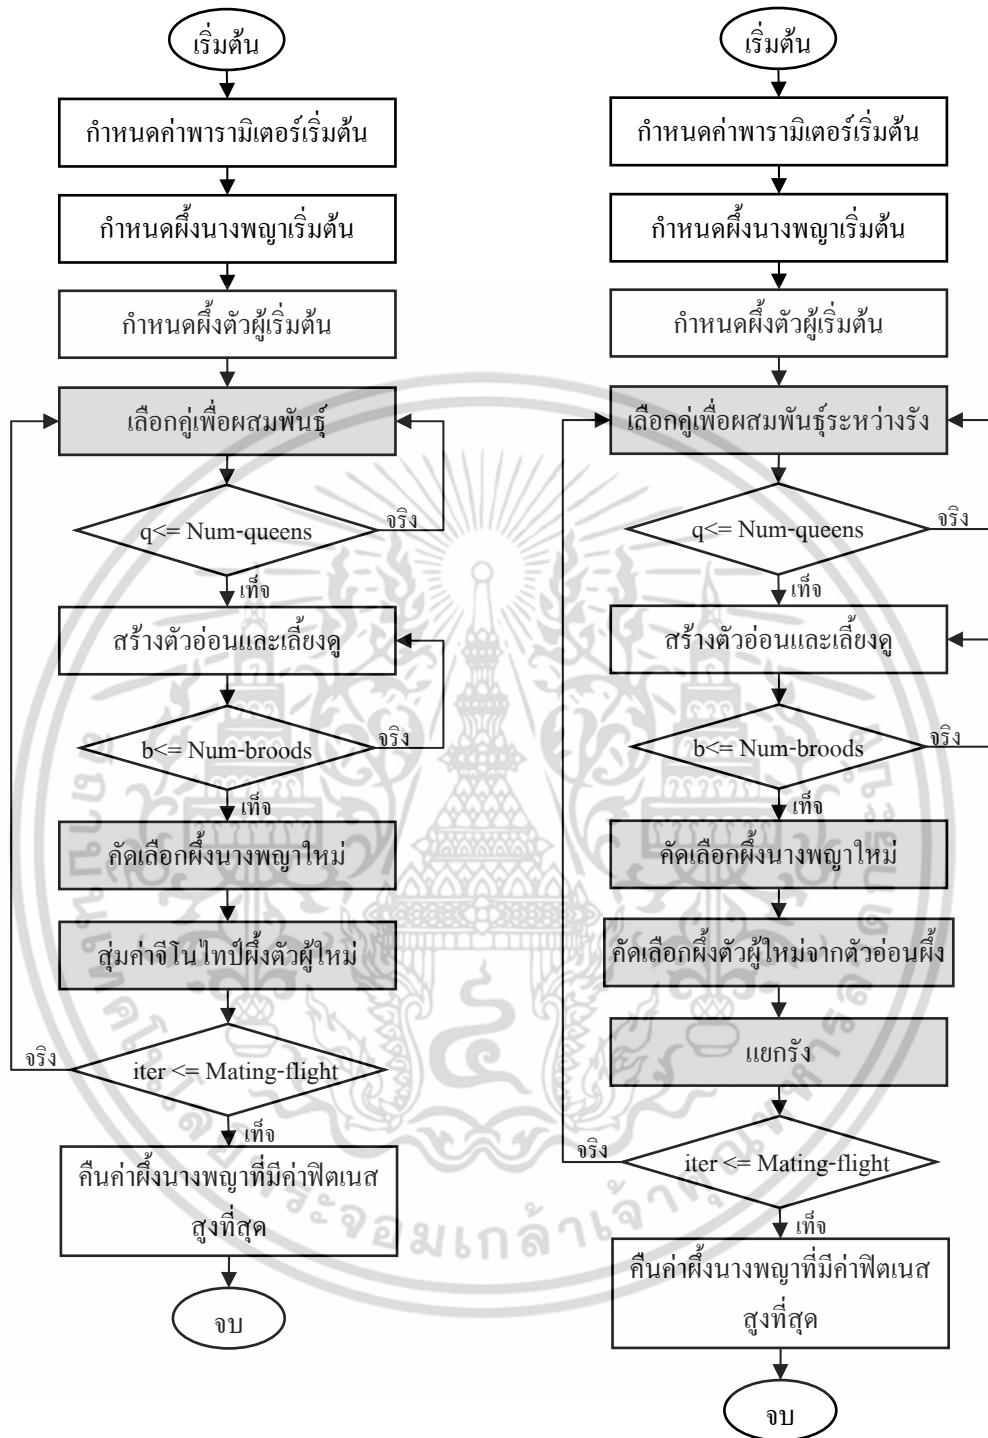 เริ่มต้น
กำหนดค่าพารามิเตอร์เริ่มต้น
กำหนดผึ้งนางพญาเริ่มต้น
กำหนดผึ้งตัวผู้เริ่มต้น
เลือกคู่เพื่อผสมพันธุ์
q<= Num-queens
จริง
เท็จ
สร้างตัวอ่อนและเลี้ยงดู
b<= Num-broods
จริง
เท็จ
คัดเลือกผึ้งนางพญาใหม่
สุ่มค่าจีโนไทป์ผึ้งตัวผู้ใหม่
จริง
iter <= Mating-flight
เท็จ
คืนค่าผึ้งนางพญาที่มีค่าฟิตเนส
สูงที่สุด
จบ
เริ่มต้น
กำหนดค่าพารามิเตอร์เริ่มต้น
กำหนดผึ้งนางพญาเริ่มต้น
กำหนดผึ้งตัวผู้เริ่มต้น
เลือกคู่เพื่อผสมพันธุ์ระหว่างรัง
q<= Num-queens
จริง
เท็จ
สร้างตัวอ่อนและเลี้ยงดู
b<= Num-broods
จริง
เท็จ
คัดเลือกผึ้งนางพญาใหม่
คัดเลือกผึ้งตัวผู้ใหม่จากตัวอ่อนผึ้ง
แยกรัง
จริง
iter <= Mating-flight
เท็จ
คืนค่าผึ้งนางพญาที่มีค่าฟิตเนส
สูงที่สุด
จบ